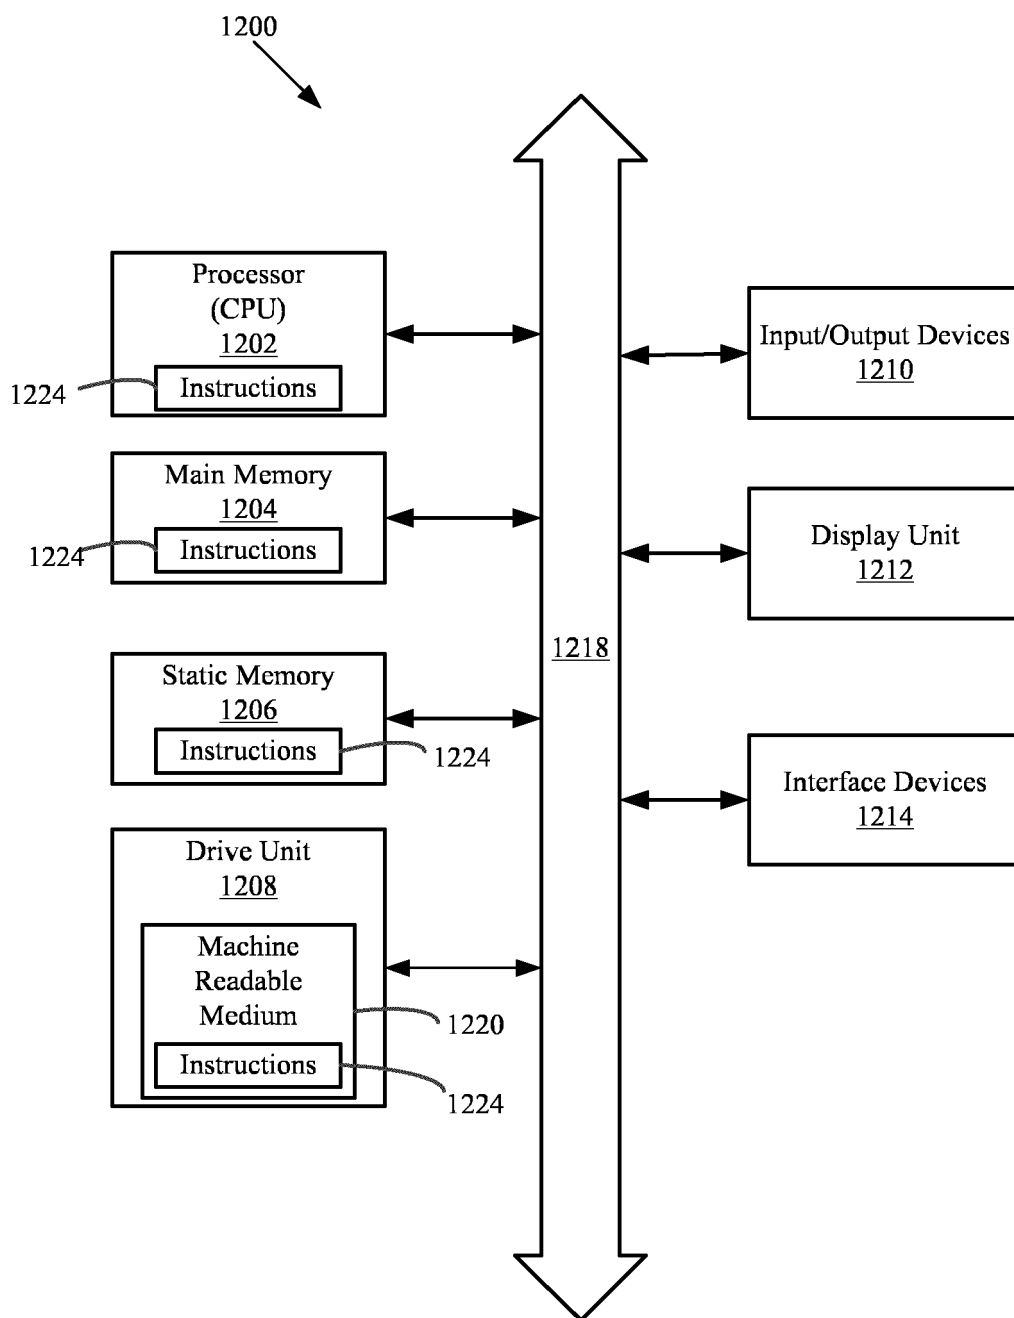 1200
Processor
(CPU)
1202
Instructions
1224
Main Memory
1204
Instructions
1224
Static Memory
1206
Instructions
1224
Drive Unit
1208
Machine
Readable
Medium
1220
Instructions
1224
1218
Input/Output Devices
1210
Display Unit
1212
Interface Devices
1214